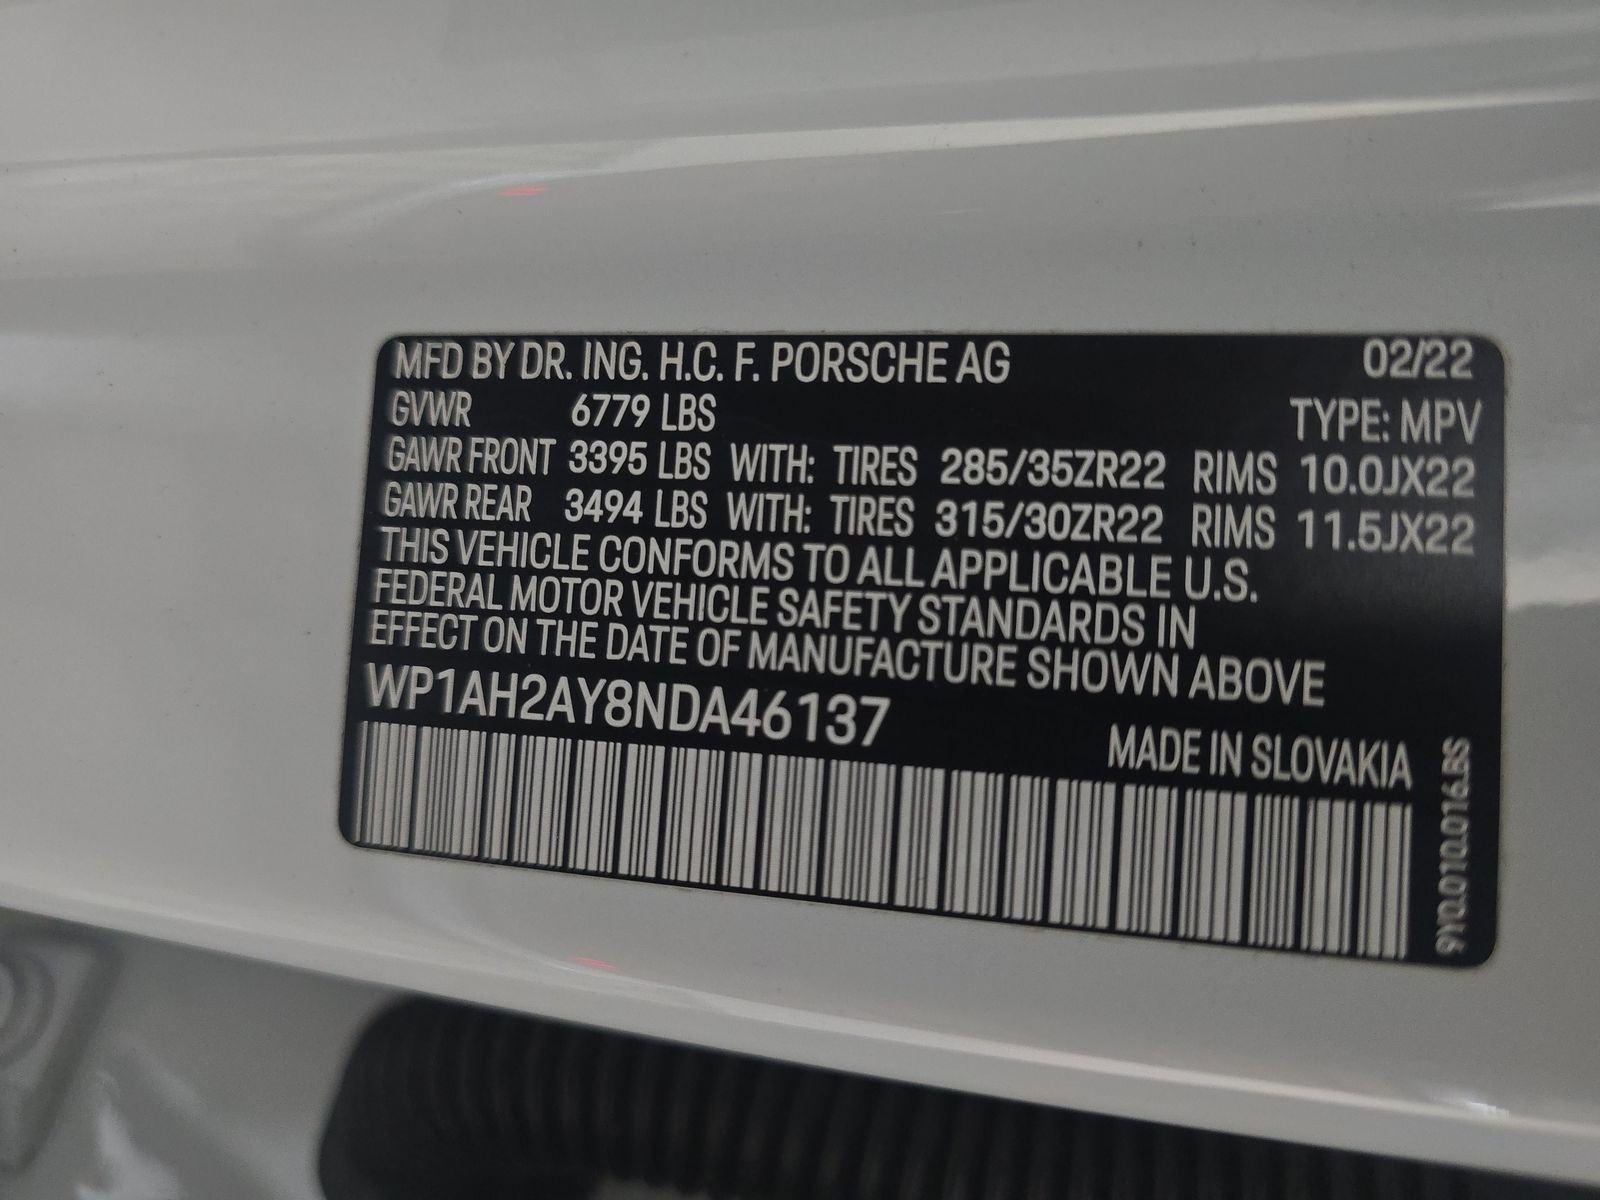 MFD BY DR. ING. H.C. F. PORSCHE AG 02/22
GVWR 6779 LBS TYPE: MPV
GAWR FRONT 3395 LBS WITH: TIRES 285/35ZR22 RIMS 10.0JX22
GAWR REAR 3494 LBS WITH: TIRES 315/30ZR22 RIMS 11.5JX22
THIS VEHICLE CONFORMS TO ALL APPLICABLE U.S.
FEDERAL MOTOR VEHICLE SAFETY STANDARDS IN
EFFECT ON THE DATE OF MANUFACTURE SHOWN ABOVE
WP1AH2AY8NDA46137
MADE IN SLOVAKIA
9Y0.010.016.BS